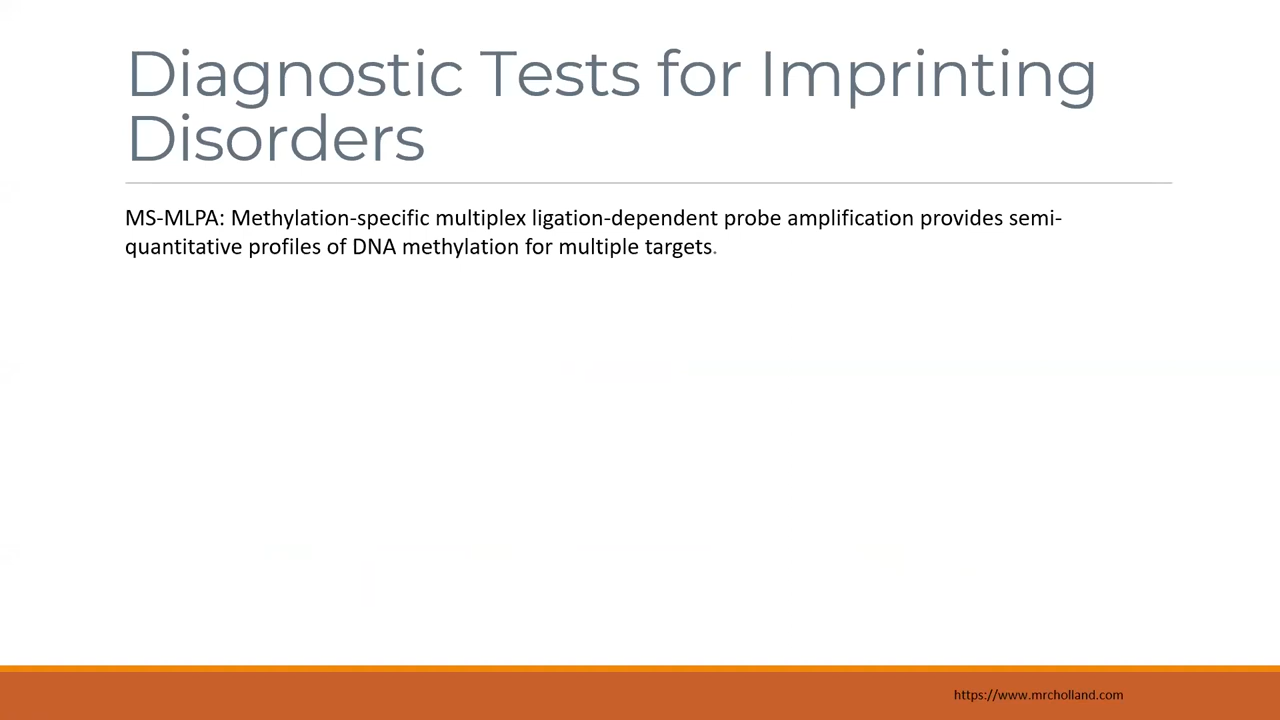 Diagnostic Tests for Imprinting
Disorders
MS-MLPA: Methylation-specific multiplex ligation-dependent probe amplification provides semi-
quantitative profiles of DNA methylation for multiple targets.
https://www.mrcholland.com